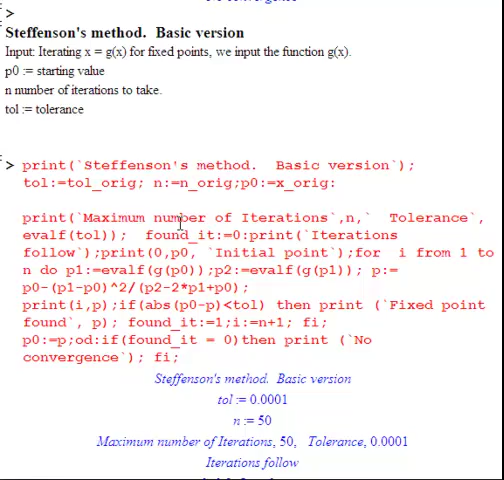 >
Steffenson's method.  Basic version
Input: Iterating x = g(x) for fixed points, we input the function g(x).
p0 := starting value
n number of iterations to take.
tol := tolerance
> print(`Steffenson's method.  Basic version`);
tol:=tol_orig; n:=n_orig;p0:=x_orig:
print(`Maximum number of Iterations`,n,`  Tolerance`,
evalf(tol));  found_it:=0:print(`Iterations
follow`);print(0,p0, `Initial point`);for  i from 1 to
n do p1:=evalf(g(p0));p2:=evalf(g(p1)); p:=
p0-(p1-p0)^2/(p2-2*p1+p0);
print(i,p);if(abs(p0-p)<tol) then print (`Fixed point
found`, p); found_it:=1;i:=n+1; fi;
p0:=p;od:if(found_it = 0)then print (`No
convergence`); fi;
Steffenson's method.  Basic version
tol := 0.0001
n := 50
Maximum number of Iterations, 50,   Tolerance, 0.0001
Iterations follow